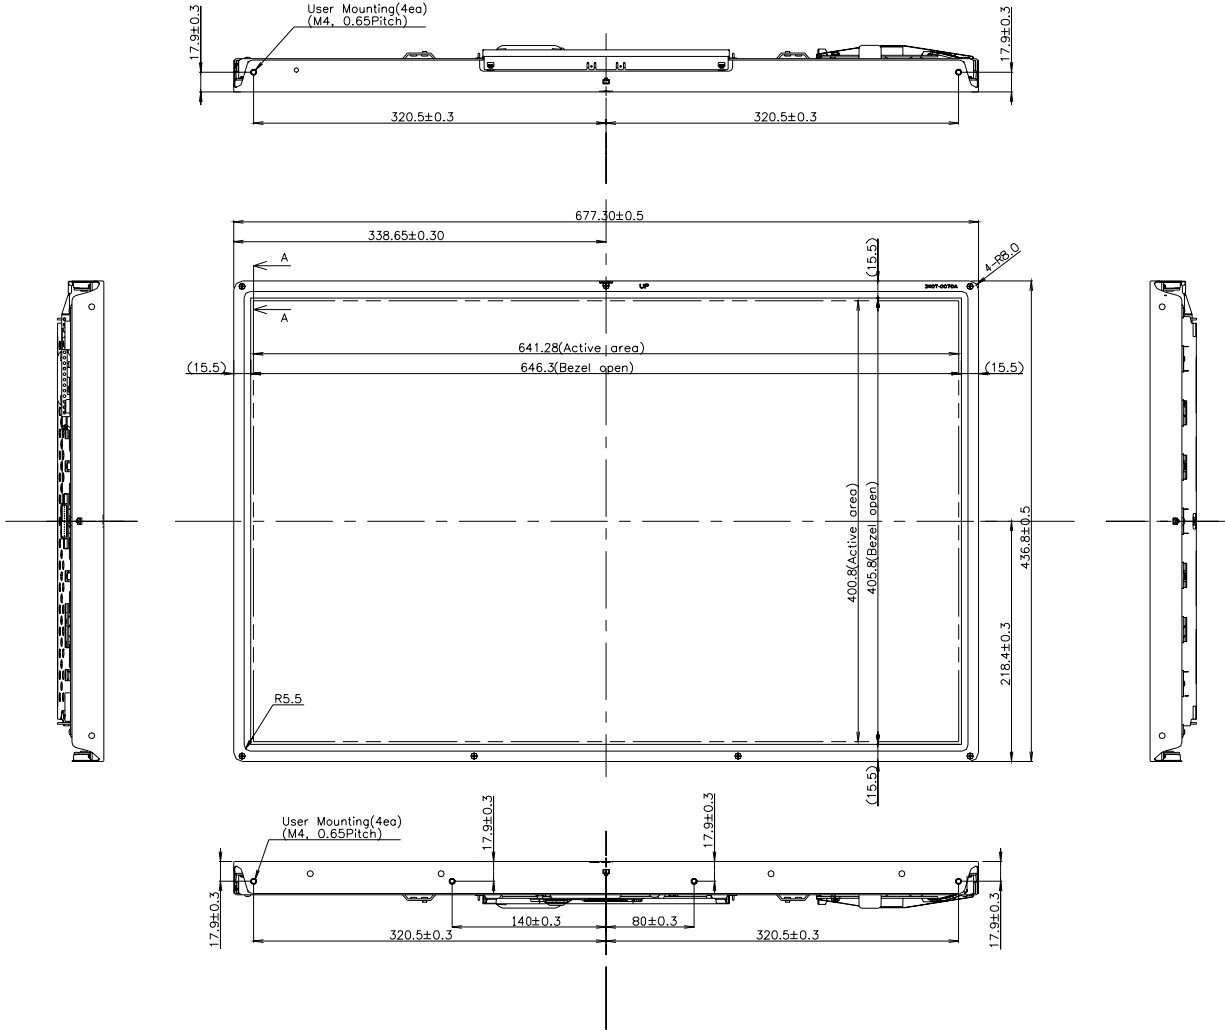 User Mounting(4ea)
(M4, 0.65Pitch)
17.9±0.3
17.9±0.3
320.5±0.3
320.5±0.3
677.30±0.5
338.65±0.30
(15.5)
4-R8.0
A
UP
A
641.28(Active area)
(15.5)
646.3(Bezel open)
(15.5)
400.8(Active area)
405.8(Bezel open)
436.8±0.5
218.4±0.3
R5.5
(15.5)
User Mounting(4ea)
(M4, 0.65Pitch)
17.9±0.3
17.9±0.3
17.9±0.3
17.9±0.3
140±0.3
80±0.3
320.5±0.3
320.5±0.3